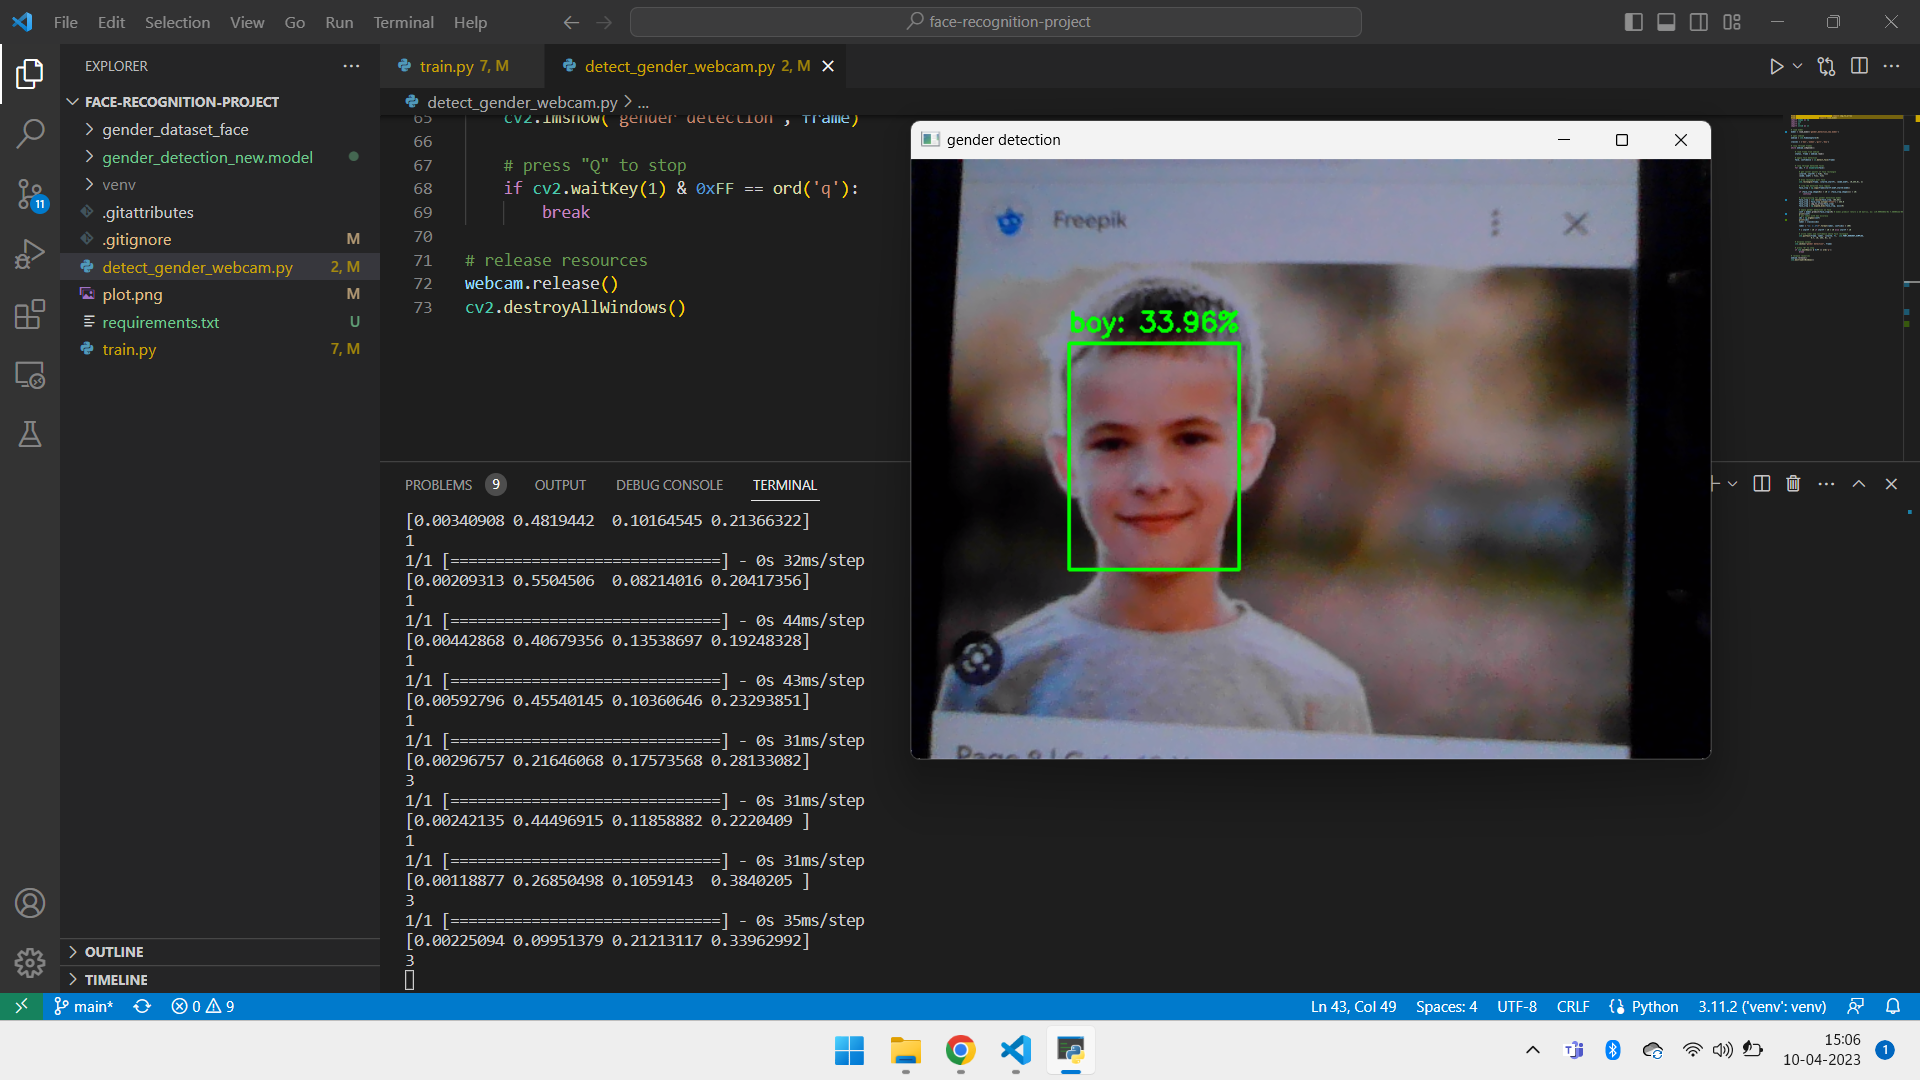 File Edit Selection View Go Run Terminal Help
face-recognition-project
EXPLORER
FACE-RECOGNITION-PROJECT
gender_dataset_face
gender_detection_new.model
venv
.gitattributes
.gitignore M
detect_gender_webcam.py 2, M
plot.png M
requirements.txt U
train.py 7, M
11
OUTLINE
TIMELINE
train.py 7, M
detect_gender_webcam.py 2, M
detect_gender_webcam.py > ...
65 cv2.imshow("gender detection", frame)
66
67 # press "Q" to stop
68 if cv2.waitKey(1) & 0xFF == ord('q'):
69 break
70
71 # release resources
72 webcam.release()
73 cv2.destroyAllWindows()
PROBLEMS 9 OUTPUT DEBUG CONSOLE TERMINAL
[0.00340908 0.4819442  0.10164545 0.21366322]
1
1/1 [==============================] - 0s 32ms/step
[0.00209313 0.5504506  0.08214016 0.20417356]
1
1/1 [==============================] - 0s 44ms/step
[0.00442868 0.40679356 0.13538697 0.19248328]
1
1/1 [==============================] - 0s 43ms/step
[0.00592796 0.45540145 0.10360646 0.23293851]
1
1/1 [==============================] - 0s 31ms/step
[0.00296757 0.21646068 0.17573568 0.28133082]
3
1/1 [==============================] - 0s 31ms/step
[0.00242135 0.44496915 0.11858882 0.2220409 ]
1
1/1 [==============================] - 0s 31ms/step
[0.00118877 0.26850498 0.1059143  0.3840205 ]
3
1/1 [==============================] - 0s 35ms/step
[0.00225094 0.09951379 0.21213117 0.33962992]
3
gender detection
Freepik
boy: 33.96%
main* 0 9
Ln 43, Col 49 Spaces: 4 UTF-8 CRLF Python 3.11.2 ('venv': venv)
15:06
10-04-2023
1